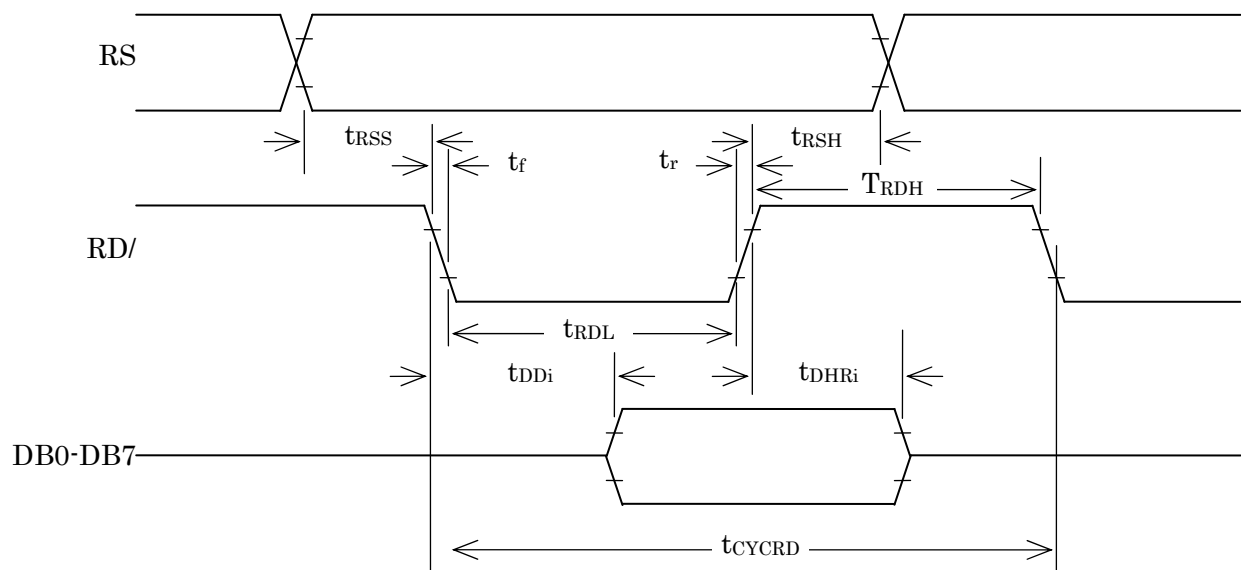 RS
tRSS
tRSH
tf
tr
TRDH
RD/
tRDL
tDDi
tDHRi
DB0-DB7
tCYCRD